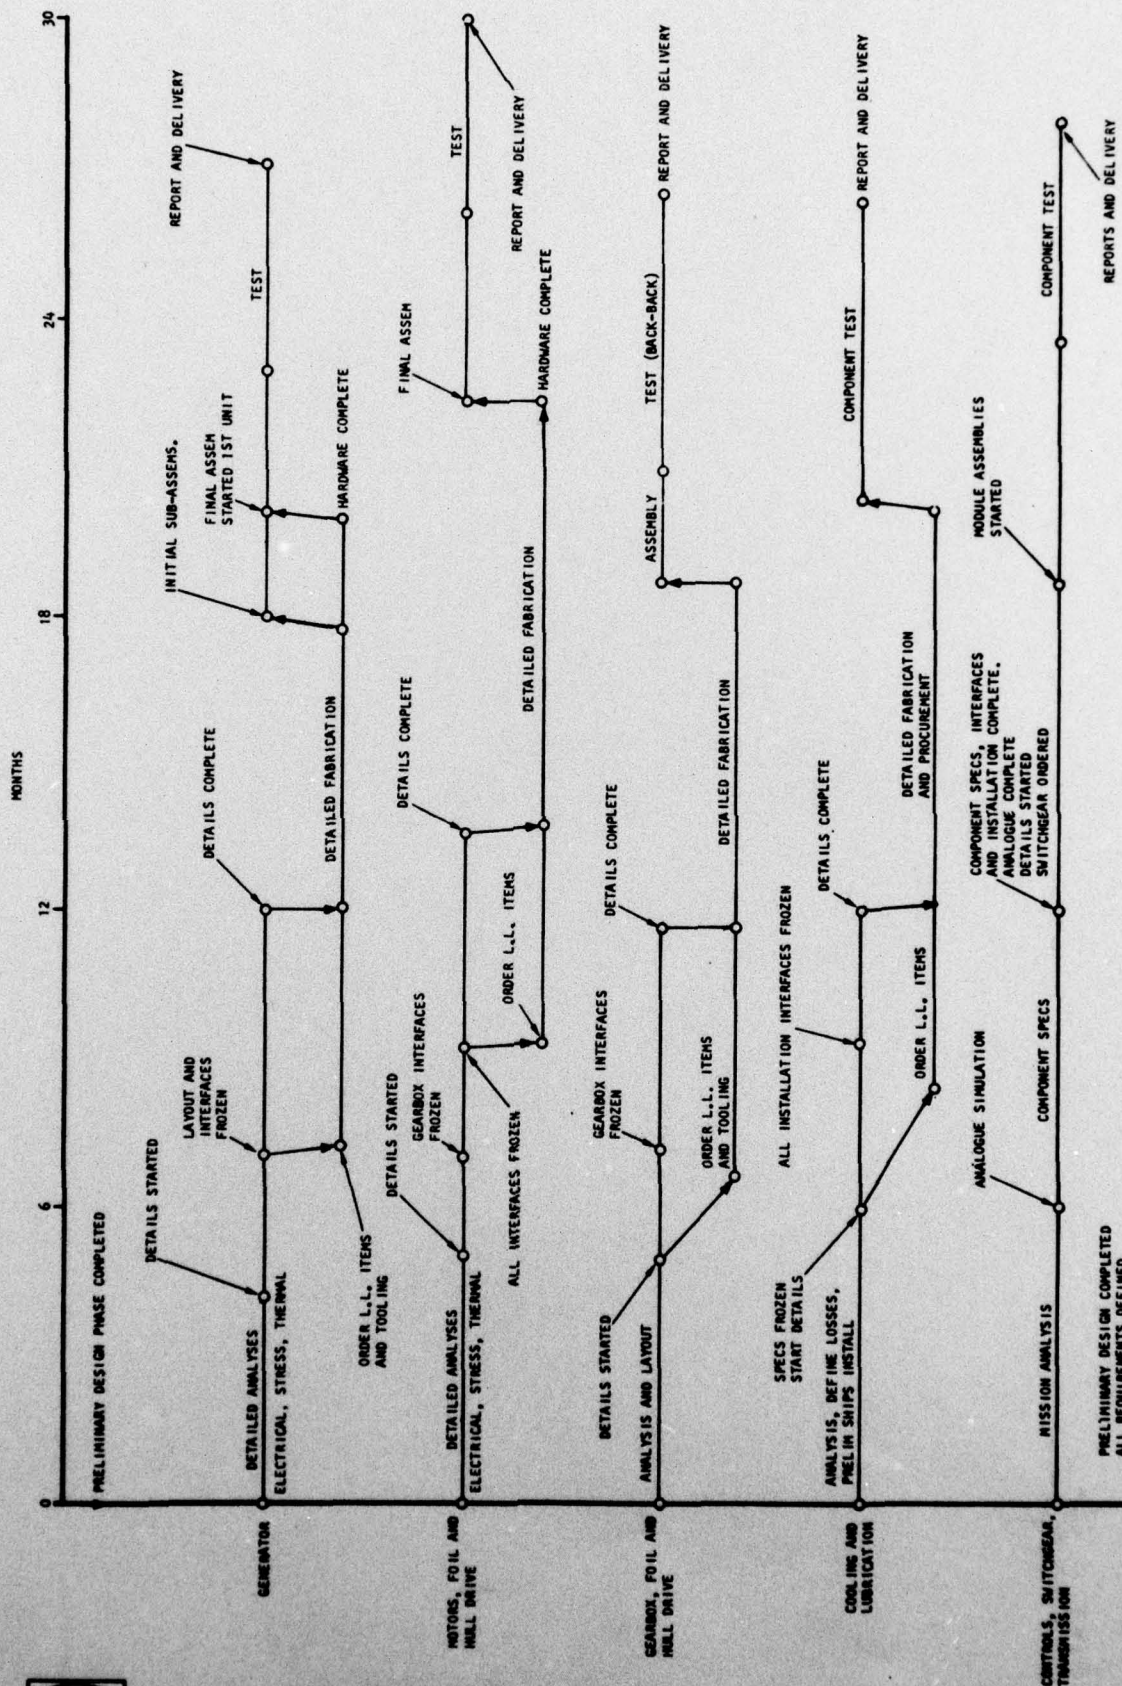 MONTHS
0
6
12
18
24
30
PRELIMINARY DESIGN PHASE COMPLETED
GENERATOR
DETAILED ANALYSES
ELECTRICAL, STRESS, THERMAL
DETAILS STARTED
LAYOUT AND
INTERFACES
FROZEN
ORDER L.L. ITEMS
AND TOOLING
DETAILS COMPLETE
DETAILED FABRICATION
INITIAL SUB-ASSEMS.
FINAL ASSEM
STARTED 1ST UNIT
HARDWARE COMPLETE
TEST
REPORT AND DELIVERY
MOTORS, FOIL AND
HULL DRIVE
DETAILED ANALYSES
ELECTRICAL, STRESS, THERMAL
DETAILS STARTED
GEARBOX INTERFACES
FROZEN
ALL INTERFACES FROZEN
ORDER L.L. ITEMS
DETAILS COMPLETE
DETAILED FABRICATION
FINAL ASSEM
HARDWARE COMPLETE
TEST
REPORT AND DELIVERY
GEARBOX, FOIL AND
HULL DRIVE
ANALYSIS AND LAYOUT
DETAILS STARTED
GEARBOX INTERFACES
FROZEN
ORDER L.L. ITEMS
AND TOOLING
DETAILS COMPLETE
DETAILED FABRICATION
ASSEMBLY
TEST (BACK-BACK)
REPORT AND DELIVERY
COOLING AND
LUBRICATION
ANALYSIS, DEFINE LOSSES,
PRELIM SHIPS INSTALL
SPECS FROZEN
START DETAILS
ALL INSTALLATION INTERFACES FROZEN
ORDER L.L. ITEMS
DETAILS COMPLETE
DETAILED FABRICATION
AND PROCUREMENT
COMPONENT TEST
REPORT AND DELIVERY
CONTROLS, SWITCHGEAR,
TRANSMISSION
MISSION ANALYSIS
PRELIMINARY DESIGN COMPLETED
ALL REQUIREMENTS DEFINED
ANALOGUE SIMULATION
COMPONENT SPECS
COMPONENT SPECS, INTERFACES
AND INSTALLATION COMPLETE.
ANALOGUE COMPLETE
DETAILS STARTED
SWITCHGEAR ORDERED
MODULE ASSEMBLIES
STARTED
COMPONENT TEST
REPORTS AND DELIVERY